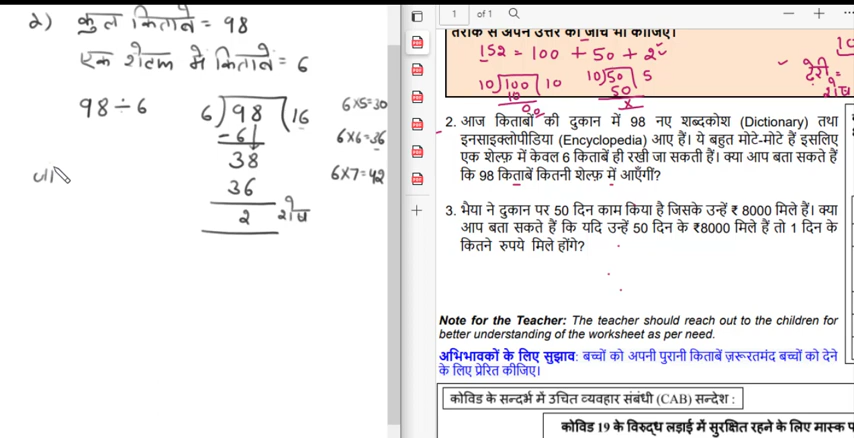 2) कुल किताबें = 98
एक शेल्फ में किताबें = 6
98 ÷ 6
6 ) 98 ( 16
-6↓
38
36
2 शेष
6×5=30
6×6=36
6×7=42
1 of 1
तरीके से अपने उत्तर की जाँच भी कीजिए।
152 = 100 + 50 + 2
10)100(10
10
00
10)50(5
50
x
2. आज किताबों की दुकान में 98 नए शब्दकोश (Dictionary) तथा
इनसाइक्लोपीडिया (Encyclopedia) आए हैं। ये बहुत मोटे-मोटे हैं इसलिए
एक शेल्फ़ में केवल 6 किताबें ही रखी जा सकती हैं। क्या आप बता सकते हैं
कि 98 किताबें कितनी शेल्फ़ में आएँगीं?
3. भैया ने दुकान पर 50 दिन काम किया है जिसके उन्हें ₹ 8000 मिले हैं। क्या
आप बता सकते हैं कि यदि उन्हें 50 दिन के ₹8000 मिले हैं तो 1 दिन के
कितने रुपये मिले होंगे?
Note for the Teacher: The teacher should reach out to the children for
better understanding of the worksheet as per need.
अभिभावकों के लिए सुझाव: बच्चों को अपनी पुरानी किताबें ज़रूरतमंद बच्चों को देने
के लिए प्रेरित कीजिए।
कोविड के सन्दर्भ में उचित व्यवहार संबंधी (CAB) सन्देश :
कोविड 19 के विरुद्ध लड़ाई में सुरक्षित रहने के लिए मास्क